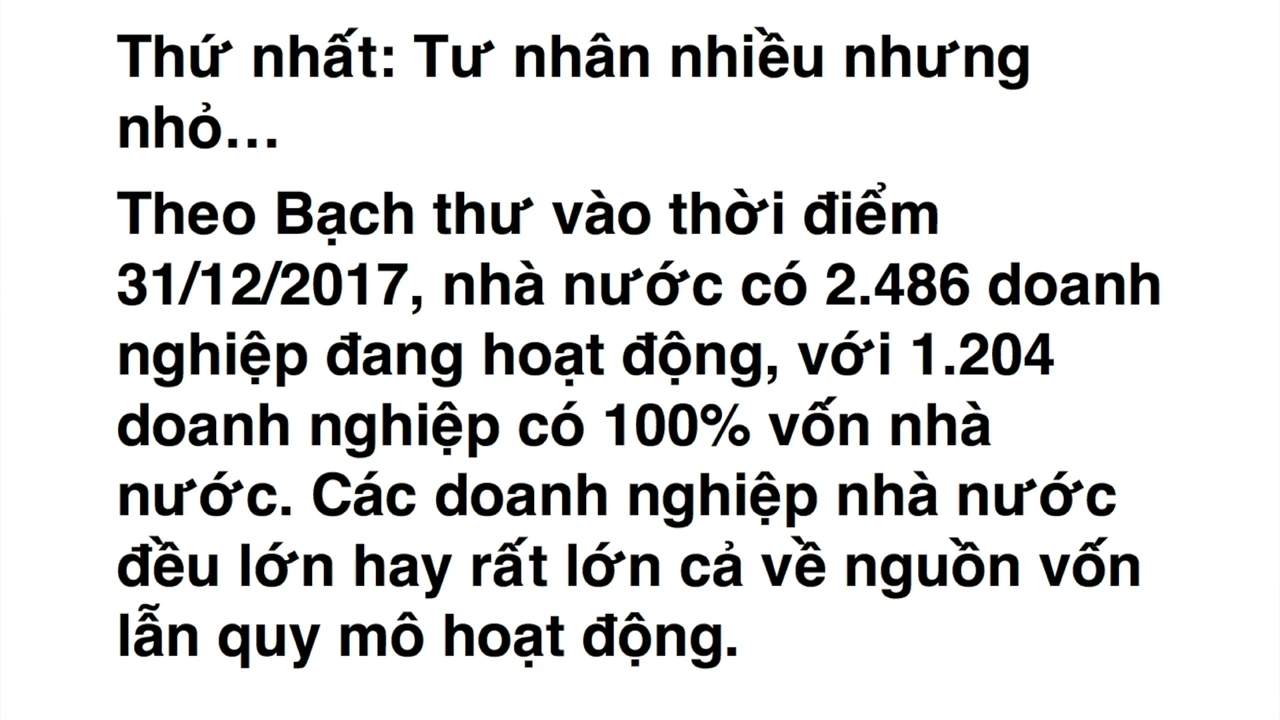 Thứ nhất: Tư nhân nhiều nhưng
nhỏ…
Theo Bạch thư vào thời điểm
31/12/2017, nhà nước có 2.486 doanh
nghiệp đang hoạt động, với 1.204
doanh nghiệp có 100% vốn nhà
nước. Các doanh nghiệp nhà nước
đều lớn hay rất lớn cả về nguồn vốn
lẫn quy mô hoạt động.